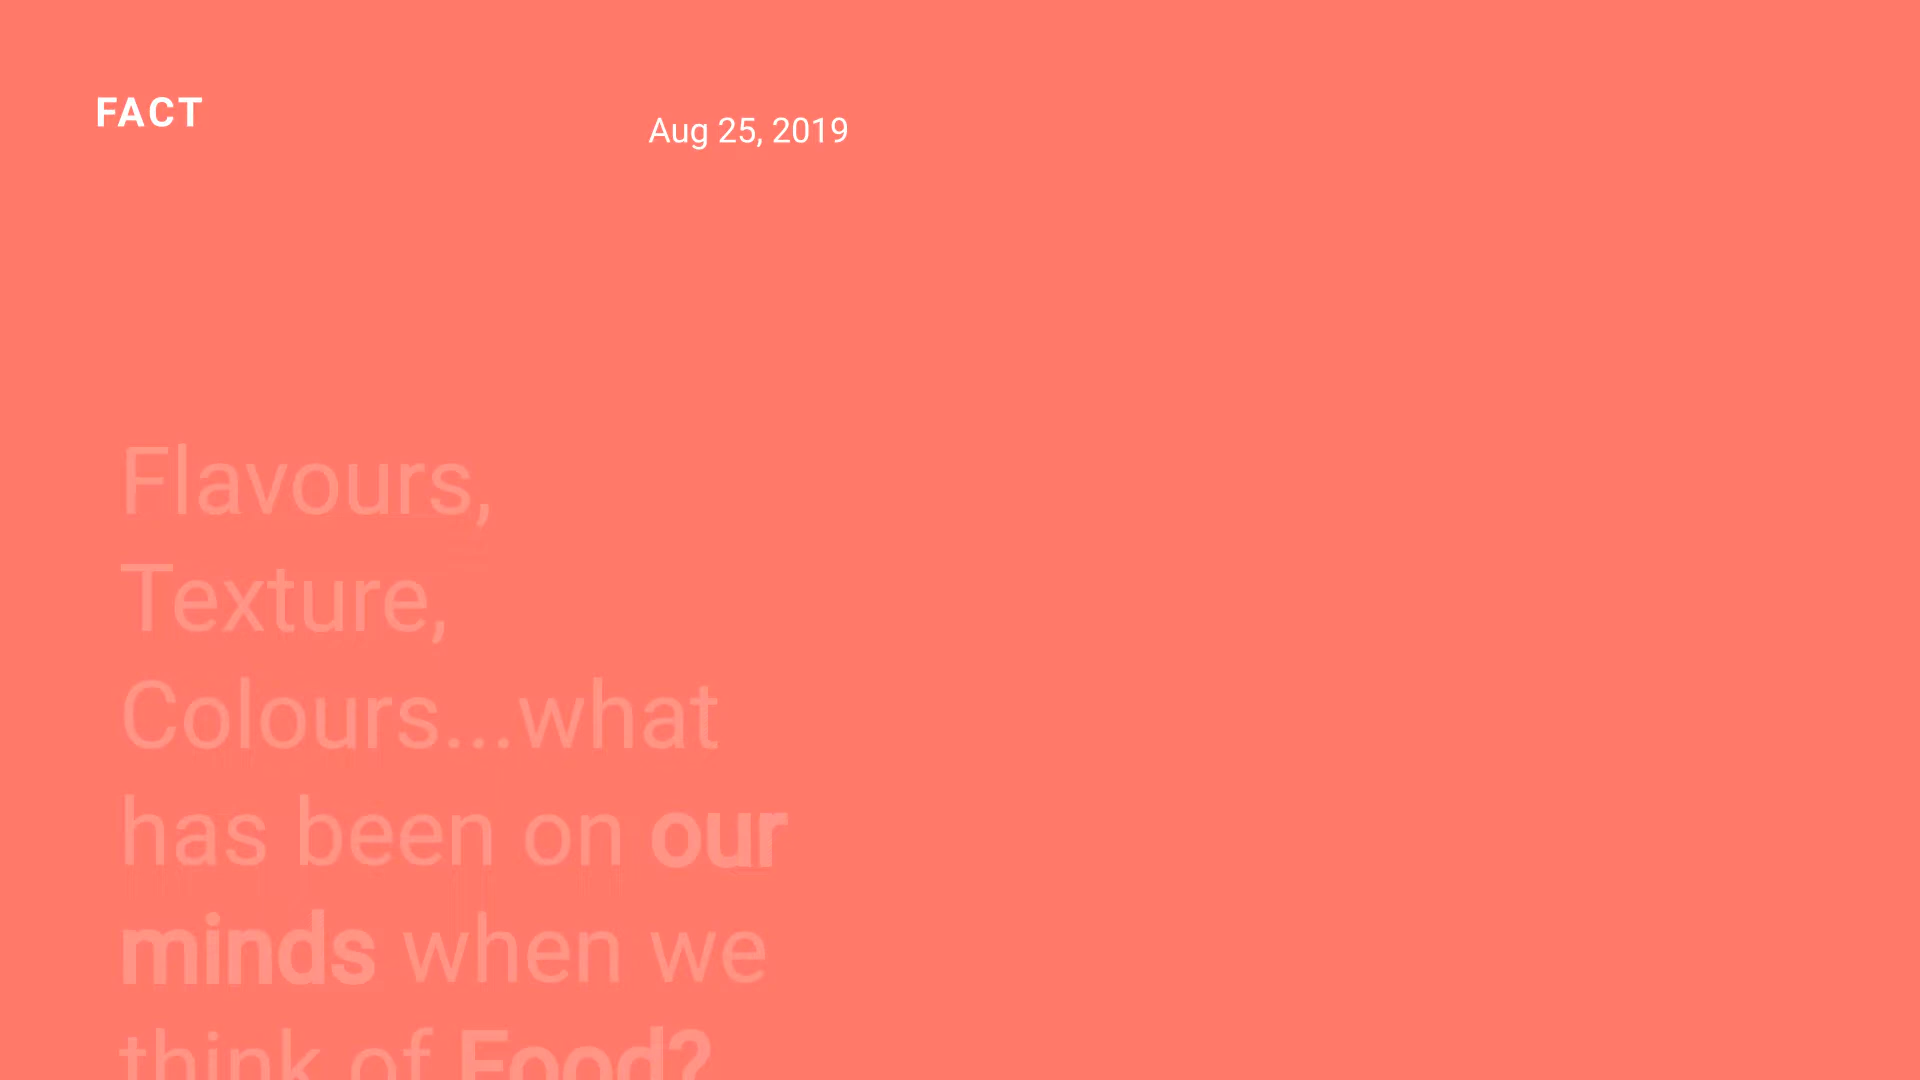 FACT
Aug 25, 2019
Flavours,
Texture,
Colours...what
has been on our
minds when we
think of Food?